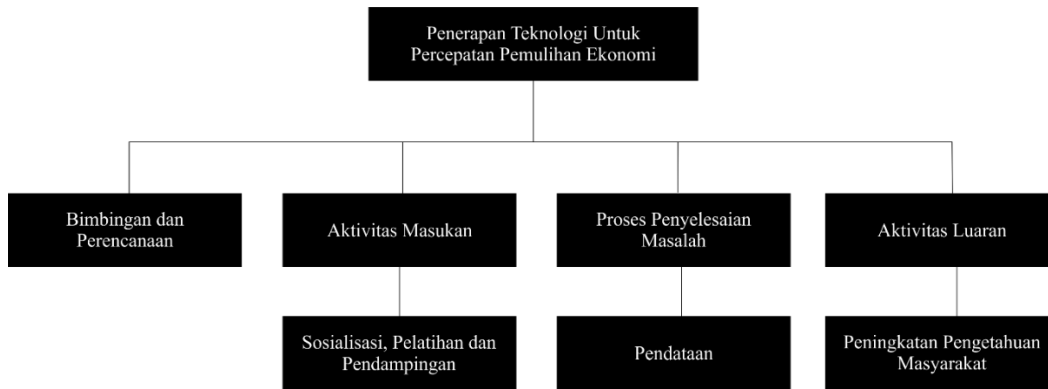 Penerapan Teknologi Untuk
Percepatan Pemulihan Ekonomi
Bimbingan dan
Perencanaan
Aktivitas Masukan
Proses Penyelesaian
Masalah
Aktivitas Luaran
Sosialisasi, Pelatihan dan
Pendampingan
Pendataan
Peningkatan Pengetahuan
Masyarakat